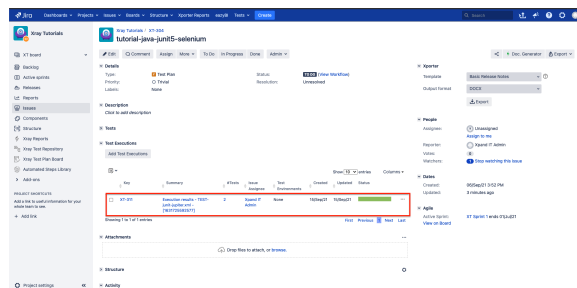 Jira Dashboards Projects Issues Boards Structure Xporter Reports eazyBI Tests Create Search
Xray Tutorials
Xray Tutorials / XT-304
tutorial-java-junit5-selenium
Edit Comment Assign More To Do In Progress Done Admin Doc. Generator Export
XT board
Backlog
Active sprints
Releases
Reports
Issues
Components
Structure
Xray Reports
Xray Test Repository
Xray Test Plan Board
Automated Steps Library
Add-ons
PROJECT SHORTCUTS
Add a link to useful information for your
whole team to see.
+ Add link
Project settings
Details
Type: Test Plan Status: TO DO (View Workflow)
Priority: Trivial Resolution: Unresolved
Labels: None
Description
Click to add description
Tests
Test Executions
Add Test Executions
Show 10 entries Columns
Key Summary #Tests Issue Assignee Test Environments Created Updated Status
XT-311 Execution results - TEST-
junit-jupiter.xml -
[1631725893577] 2 Xpand IT Admin None 15/Sep/21 15/Sep/21
Showing 1 to 1 of 1 entries First Previous 1 Next Last
Attachments
Drop files to attach, or browse.
Structure
Activity
Xporter
Template Basic Release Notes
Output format DOCX
Export
People
Assignee: Unassigned
Assign to me
Reporter: Xpand IT Admin
Votes: 0
Watchers: 1 Stop watching this issue
Dates
Created: 06/Sep/21 3:52 PM
Updated: 3 minutes ago
Agile
Active Sprint: XT Sprint 1 ends 01/Jul/21
View on Board